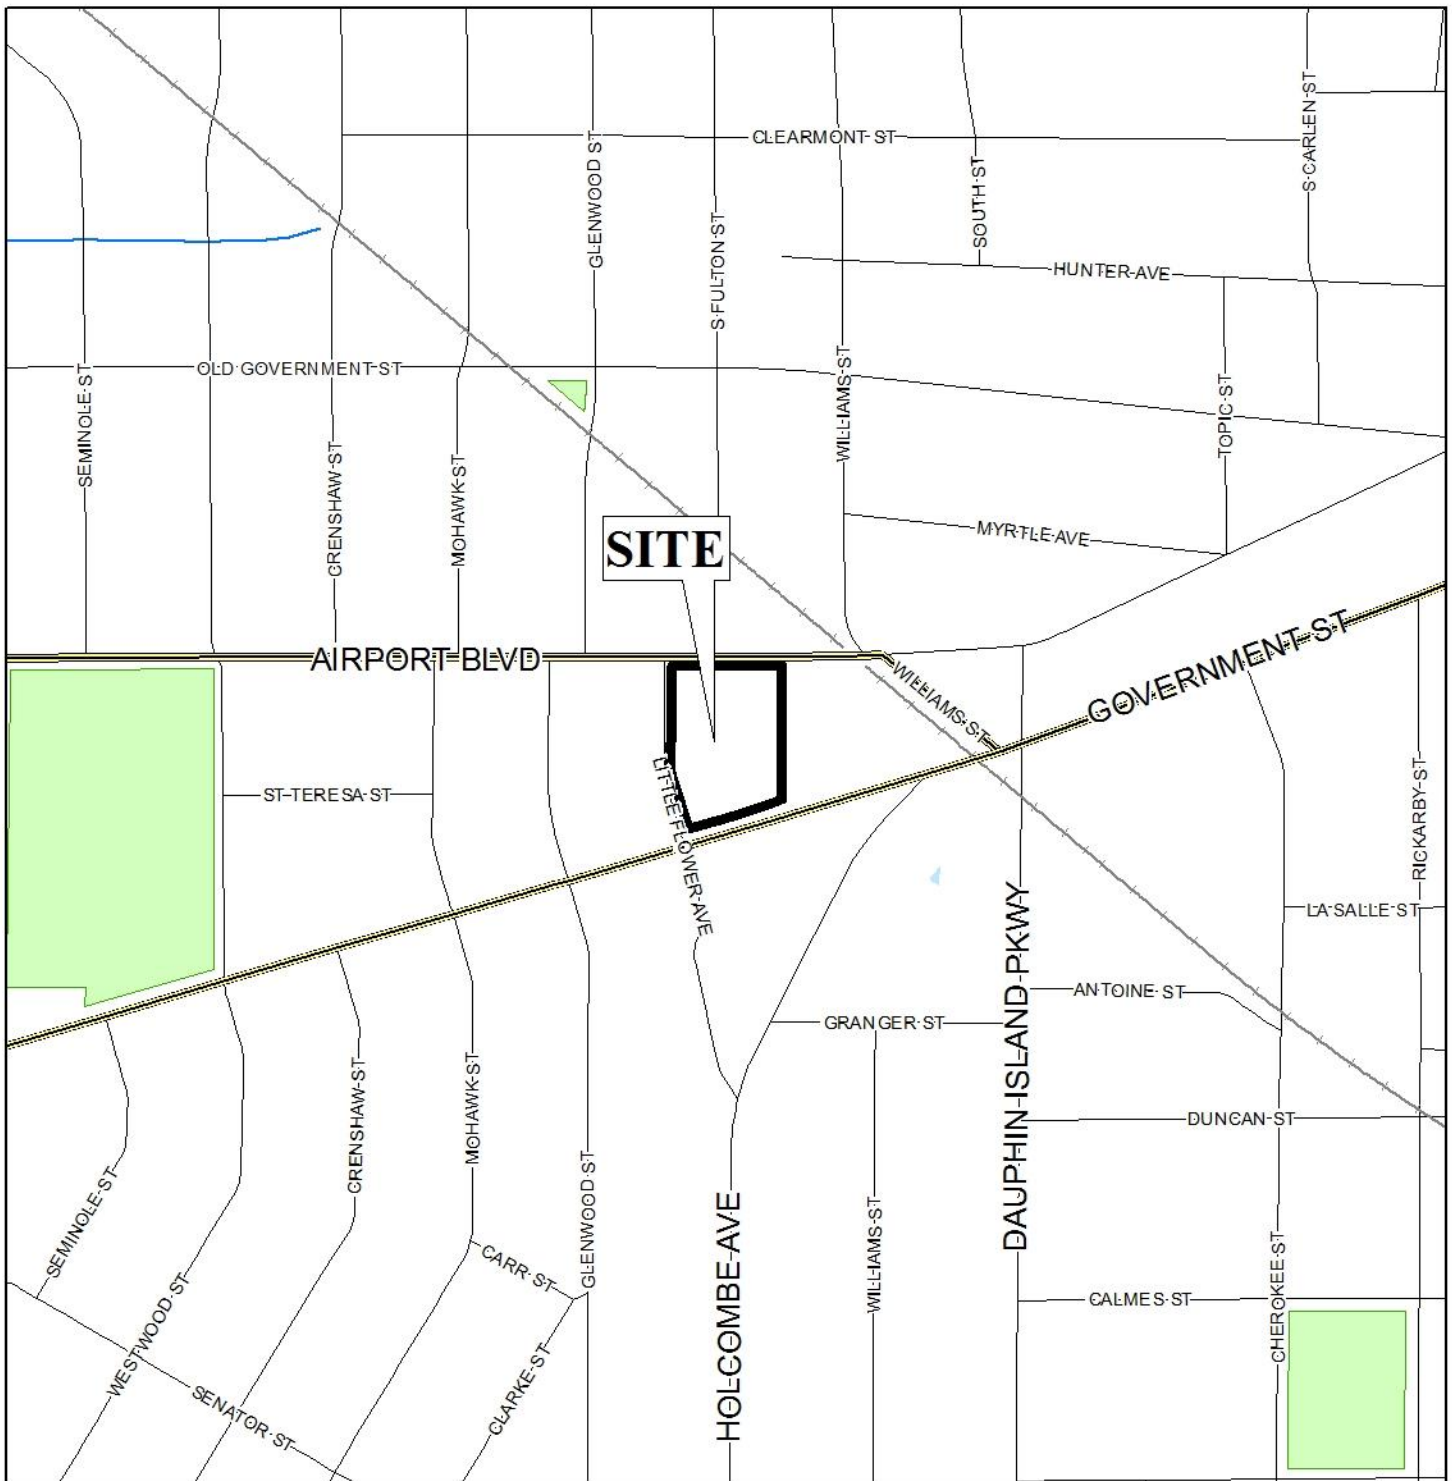 S CARLEN ST
CLEARMONT ST
GLENWOOD ST
SOUTH ST
S FULTON ST
HUNTER AVE
OLD GOVERNMENT ST
SEMINOLE ST
WILLIAMS ST
TOPIC ST
CRENSHAW ST
MOHAWK ST
MYRTLE AVE
SITE
AIRPORT BLVD
WILLIAMS ST
GOVERNMENT ST
ST TERESA ST
LITTLE FLOWER AVE
RICKARBY ST
LA SALLE ST
DAUPHIN ISLAND PKWY
ANTOINE ST
GRANGER ST
CRENSHAW ST
MOHAWK ST
DUNCAN ST
SEMINOLE ST
GLENWOOD ST
HOLCOMBE AVE
WILLIAMS ST
CARR ST
CHEROKEE ST
CALMES ST
WESTWOOD ST
CLARKE ST
SENATOR ST